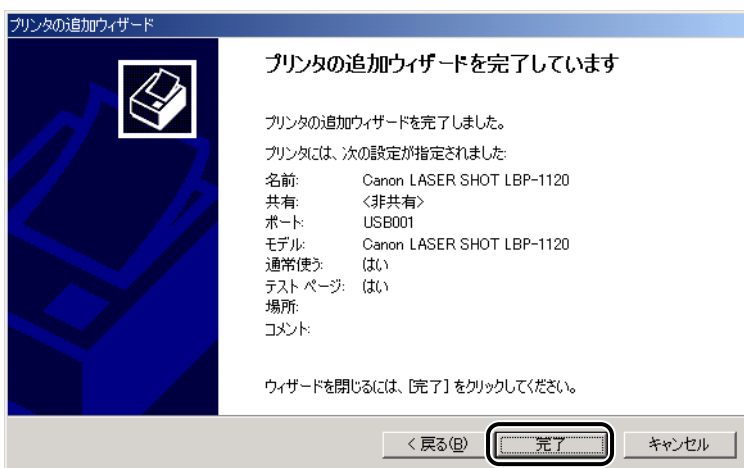 プリンタの追加ウィザード
プリンタの追加ウィザードを完了しています
プリンタの追加ウィザードを完了しました。
プリンタには、次の設定が指定されました:
名前: Canon LASER SHOT LBP-1120
共有: <非共有>
ポート: USB001
モデル: Canon LASER SHOT LBP-1120
通常使う: はい
テスト ページ: はい
場所:
コメント:
ウィザードを閉じるには、[完了] をクリックしてください。
< 戻る(B) 完了 キャンセル